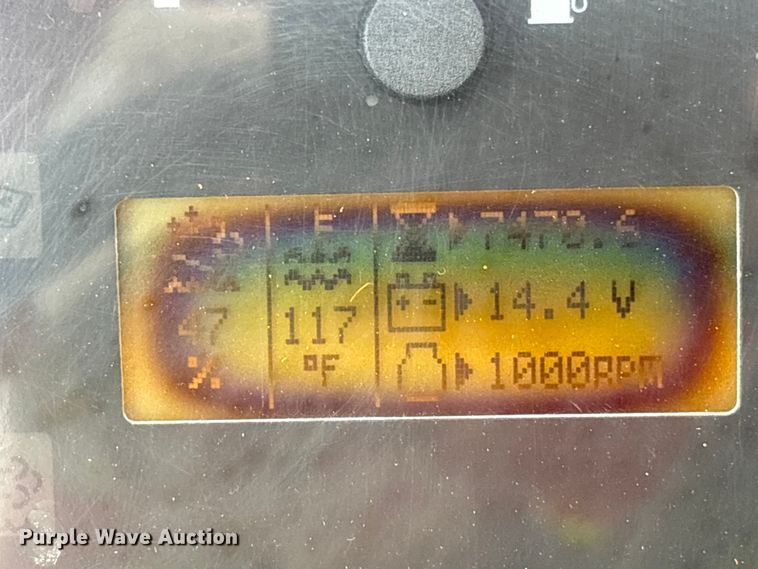 F
14.4 V
47
117
%
°F
1000RPM
Purple Wave Auction